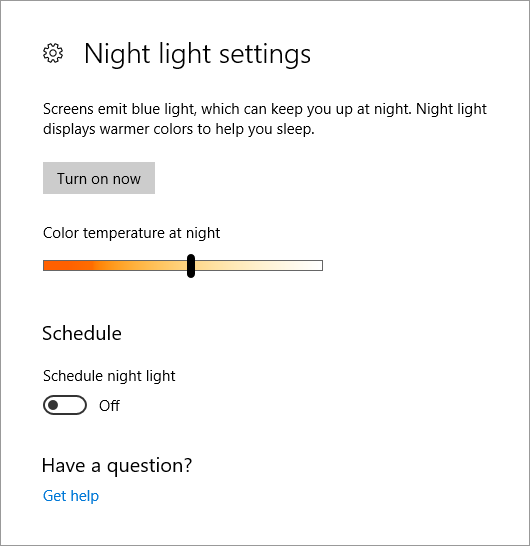 Night light settings
Screens emit blue light, which can keep you up at night. Night light
displays warmer colors to help you sleep.
Turn on now
Color temperature at night
Schedule
Schedule night light
Off
Have a question?
Get help